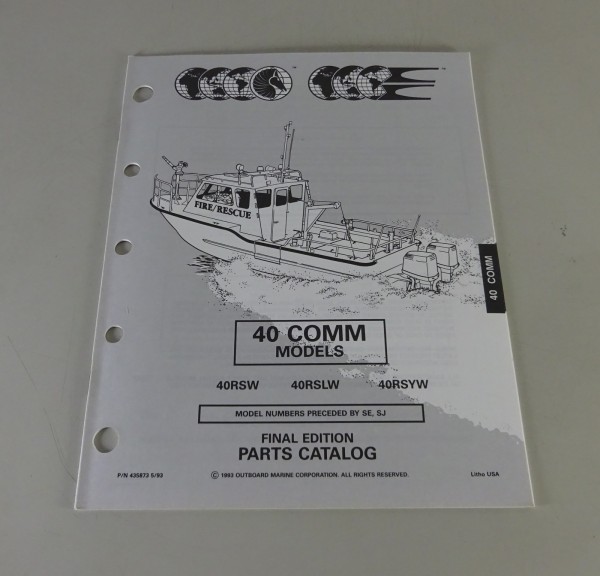 FIRE/RESCUE
40 COMM
40 COMM
MODELS
40RSW 40RSLW 40RSYW
MODEL NUMBERS PRECEDED BY SE, SJ
FINAL EDITION
PARTS CATALOG
P/N 435873 5/93 © 1993 OUTBOARD MARINE CORPORATION. ALL RIGHTS RESERVED. Litho USA